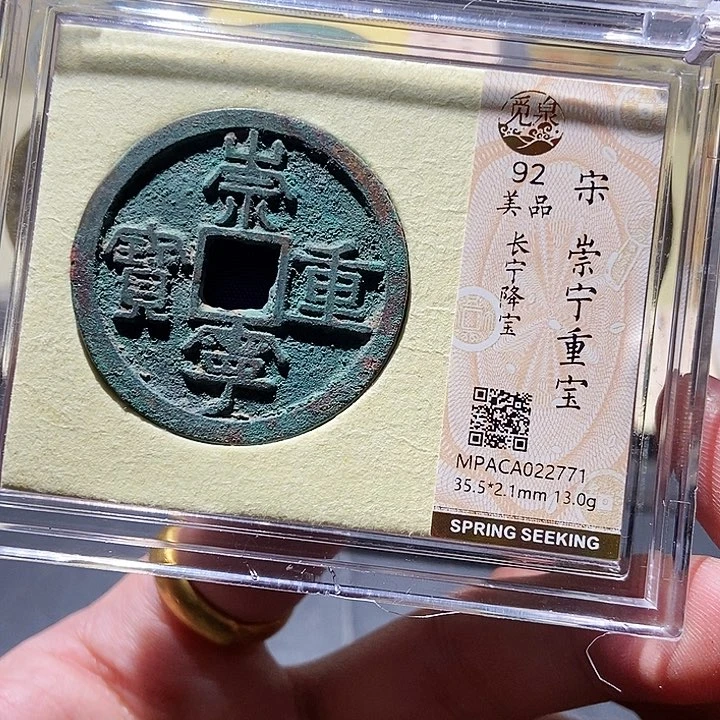 崇
重
寧
寶
觅泉
92
美品
长宁降宝
宋 崇宁重宝
MPACA022771
35.5*2.1mm 13.0g
SPRING SEEKING